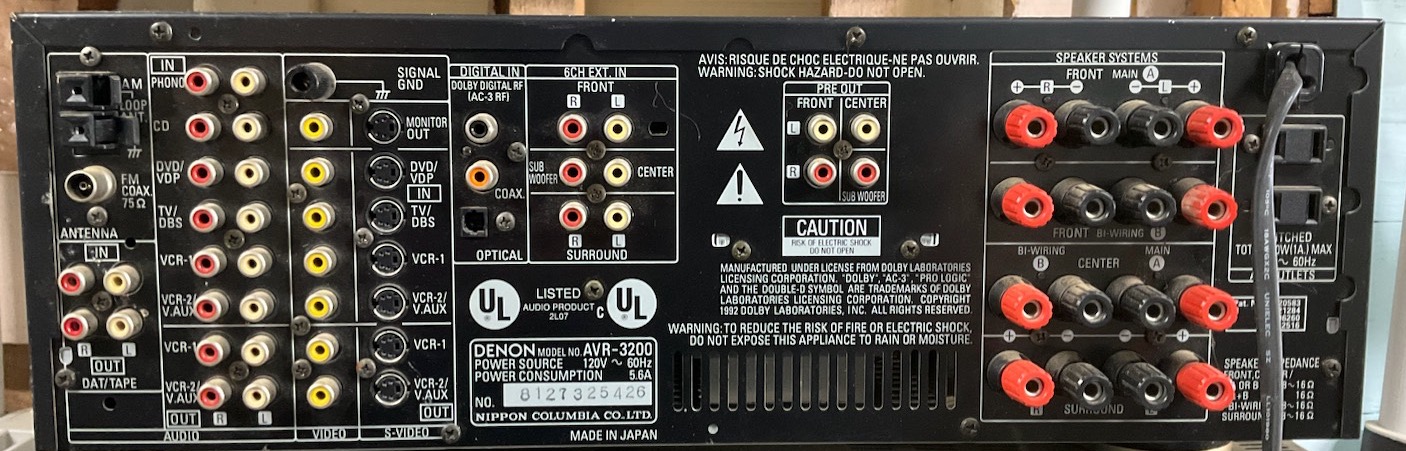 AM
LOOP
ANT.
FM
COAX.
75Ω
ANTENNA
IN
R L
OUT
DAT/TAPE
IN
PHONO
CD
DVD/
VDP
TV/
DBS
VCR-1
VCR-2/
V.AUX
VCR-1
VCR-2/
V.AUX
OUT R L
AUDIO
VIDEO
SIGNAL
GND
MONITOR
OUT
DVD/
VDP
IN
TV/
DBS
VCR-1
VCR-2/
V.AUX
VCR-1
VCR-2/
V.AUX
OUT
S-VIDEO
DIGITAL IN
DOLBY DIGITAL RF
(AC-3 RF)
COAX.
OPTICAL
6CH EXT. IN
FRONT
R L
SUB
WOOFER
CENTER
R L
SURROUND
UL
LISTED
AUDIO PRODUCT
2L07
C
UL
DENON MODEL NO. AVR-3200
POWER SOURCE 120V ~ 60Hz
POWER CONSUMPTION 5.6A
NO. 8127325426
NIPPON COLUMBIA CO.LTD.
MADE IN JAPAN
AVIS: RISQUE DE CHOC ELECTRIQUE-NE PAS OUVRIR.
WARNING: SHOCK HAZARD-DO NOT OPEN.
PRE OUT
FRONT CENTER
L
R
SUB WOOFER
CAUTION
RISK OF ELECTRIC SHOCK
DO NOT OPEN
MANUFACTURED UNDER LICENSE FROM DOLBY LABORATORIES
LICENSING CORPORATION. "DOLBY", "AC-3", "PRO LOGIC"
AND THE DOUBLE-D SYMBOL ARE TRADEMARKS OF DOLBY
LABORATORIES LICENSING CORPORATION. COPYRIGHT
1992 DOLBY LABORATORIES, INC. ALL RIGHTS RESERVED.
WARNING: TO REDUCE THE RISK OF FIRE OR ELECTRIC SHOCK,
DO NOT EXPOSE THIS APPLIANCE TO RAIN OR MOISTURE.
SPEAKER SYSTEMS
FRONT MAIN A
+ R − − L +
FRONT BI-WIRING B
BI-WIRING MAIN
B CENTER A
+ − − +
R SURROUND L
MAX
~ 60Hz
OUTLETS
8~16Ω
16Ω
16Ω
8~16Ω
105°C 18AWGX2C UNIELEC